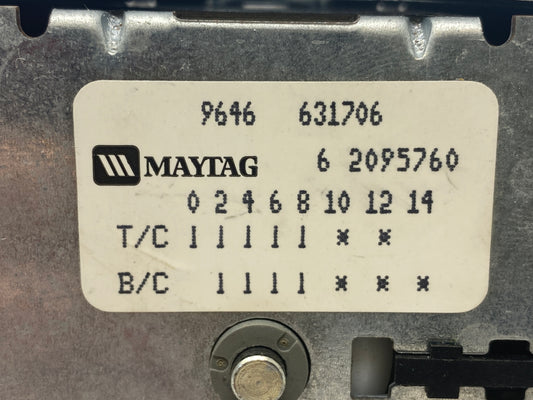 9646 631706
MAYTAG 6 2095760
0 2 4 6 8 10 12 14
T/C 1 1 1 1 1 * *
B/C 1 1 1 1 * * *